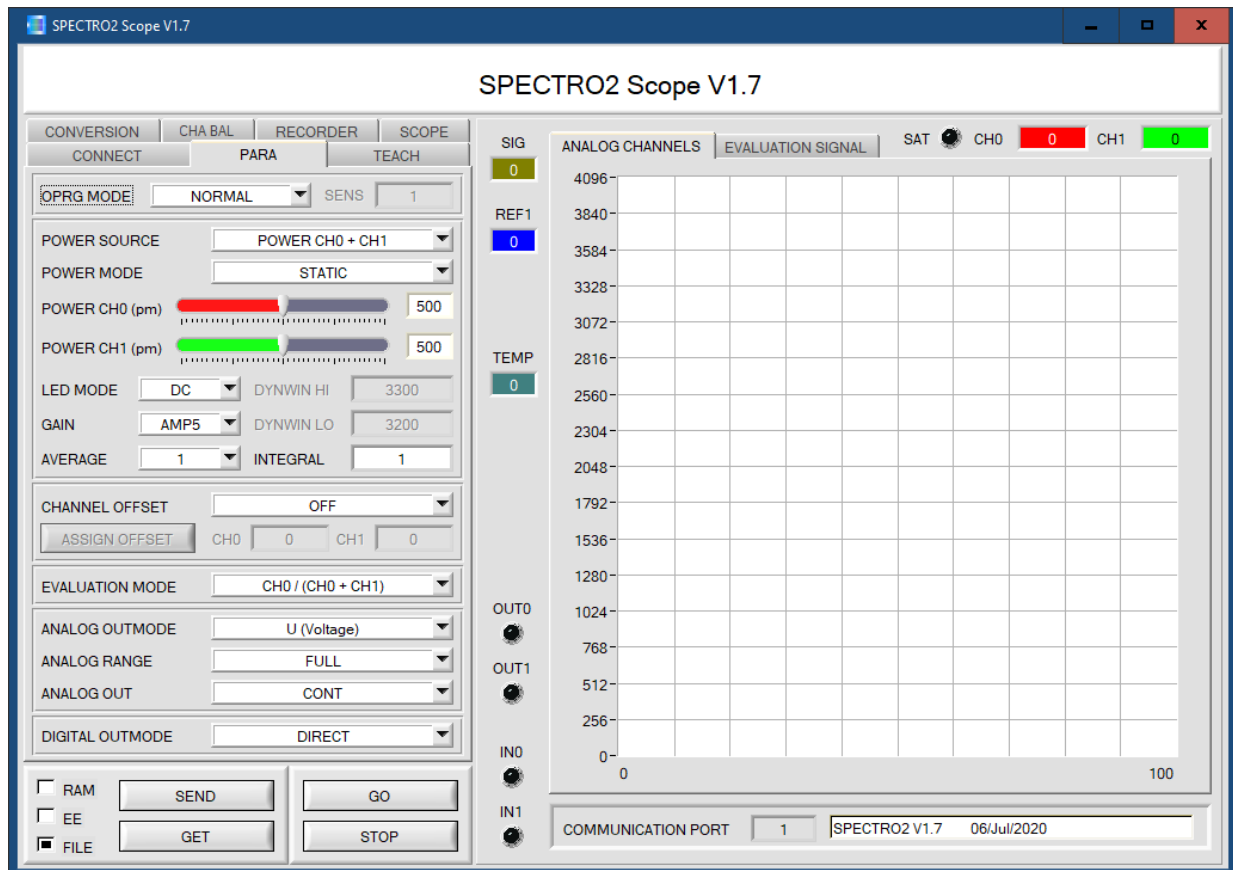 SPECTRO2 Scope V1.7
SPECTRO2 Scope V1.7
CONVERSION CHA BAL RECORDER SCOPE
CONNECT PARA TEACH
OPRG MODE NORMAL SENS 1
POWER SOURCE POWER CH0 + CH1
POWER MODE STATIC
POWER CH0 (pm) 500
POWER CH1 (pm) 500
LED MODE DC DYNWIN HI 3300
GAIN AMP5 DYNWIN LO 3200
AVERAGE 1 INTEGRAL 1
CHANNEL OFFSET OFF
ASSIGN OFFSET CH0 0 CH1 0
EVALUATION MODE CH0 / (CH0 + CH1)
ANALOG OUTMODE U (Voltage)
ANALOG RANGE FULL
ANALOG OUT CONT
DIGITAL OUTMODE DIRECT
RAM
EE
FILE
SEND
GET
GO
STOP
SIG
0
REF1
0
TEMP
0
OUT0
OUT1
IN0
IN1
ANALOG CHANNELS EVALUATION SIGNAL SAT CH0 0 CH1 0
4096
3840
3584
3328
3072
2816
2560
2304
2048
1792
1536
1280
1024
768
512
256
0
0 100
COMMUNICATION PORT 1 SPECTRO2 V1.7 06/Jul/2020